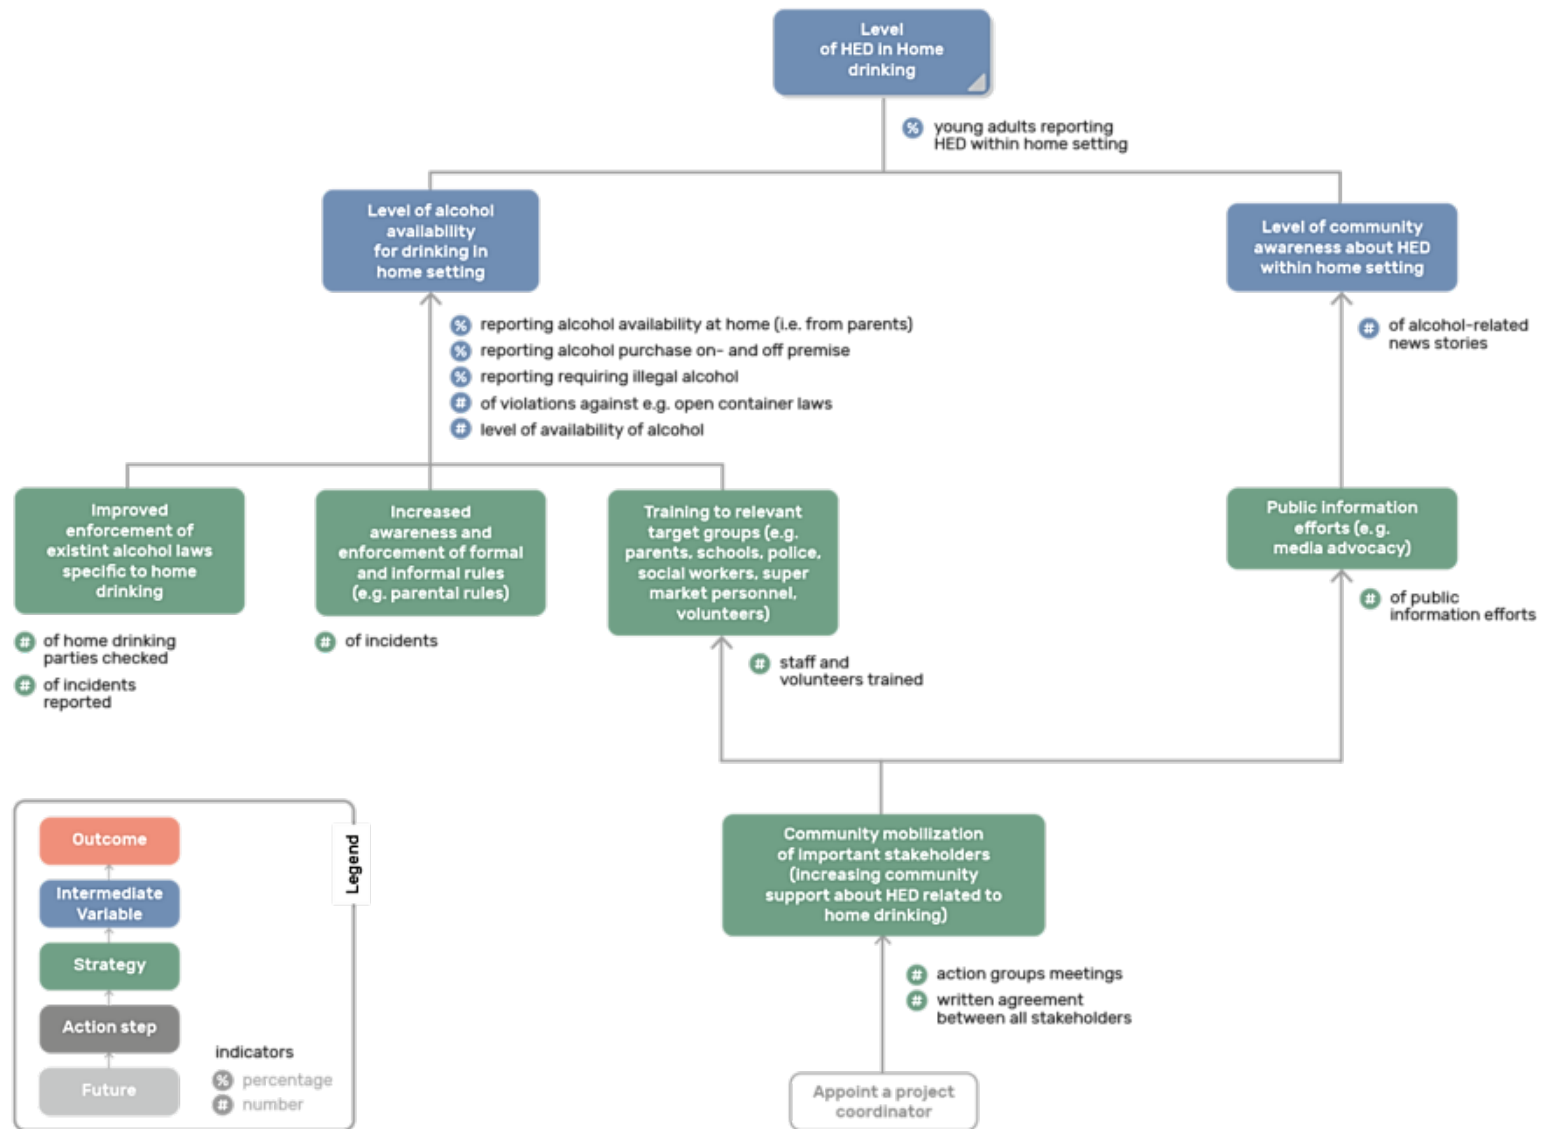 Level
of HED in Home
drinking
% young adults reporting
HED within home setting
Level of alcohol
availability
for drinking in
home setting
Level of community
awareness about HED
within home setting
% reporting alcohol availability at home (i.e. from parents)
% reporting alcohol purchase on- and off premise
% reporting requiring illegal alcohol
# of violations against e.g. open container laws
# level of availability of alcohol
# of alcohol-related
news stories
Improved
enforcement of
existint alcohol laws
specific to home
drinking
Increased
awareness and
enforcement of formal
and informal rules
(e.g. parental rules)
Training to relevant
target groups (e.g.
parents, schools, police,
social workers, super
market personnel,
volunteers)
Public information
efforts (e.g.
media advocacy)
# of home drinking
parties checked
# of incidents
reported
# of incidents
# staff and
volunteers trained
# of public
information efforts
Community mobilization
of important stakeholders
(increasing community
support about HED related to
home drinking)
# action groups meetings
# written agreement
between all stakeholders
Appoint a project
coordinator
Legend
Outcome
Intermediate
Variable
Strategy
Action step
Future
indicators
% percentage
# number